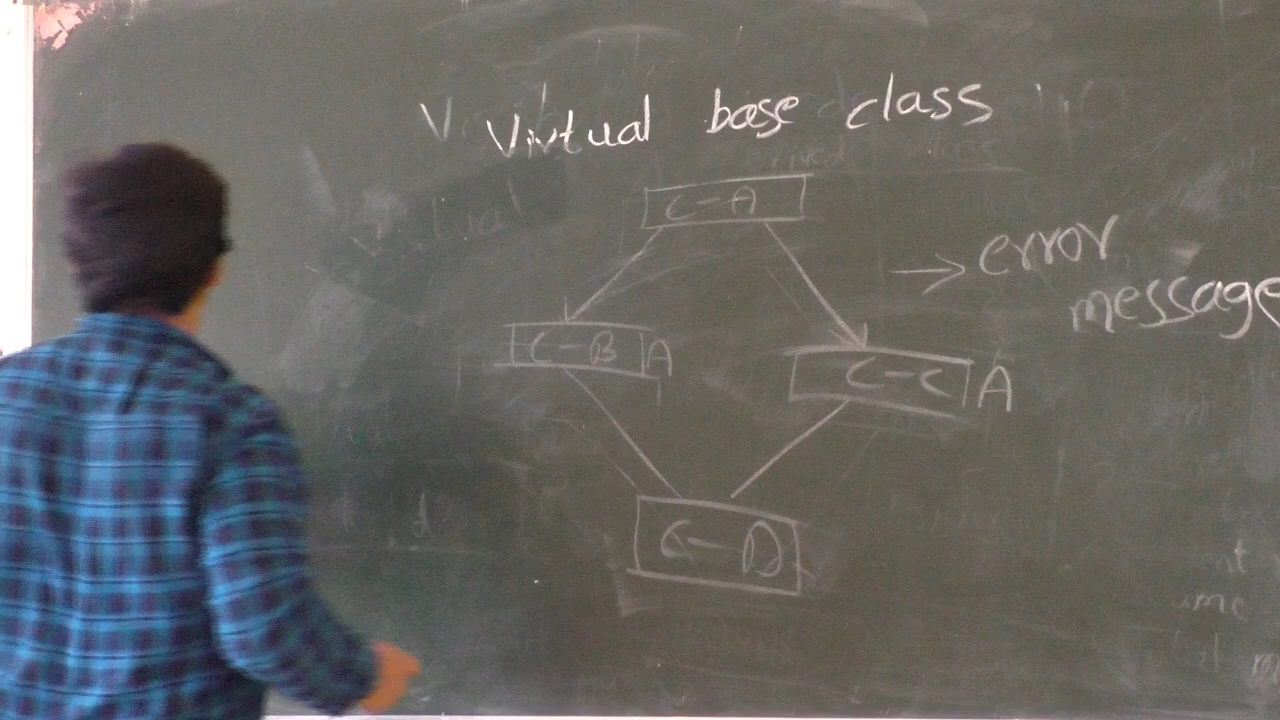 Virtual base class
C-A
→ error
message
C-B A
C-C A
C-D